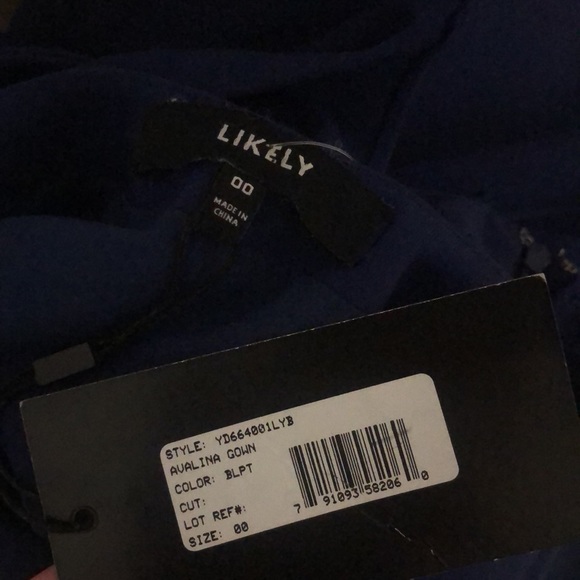 LIKELY
00
MADE IN
CHINA
STYLE: YD664001LYB
AVALINA GOWN
COLOR: BLPT
CUT:
LOT REF#:
SIZE: 00
7 91093 58206 0